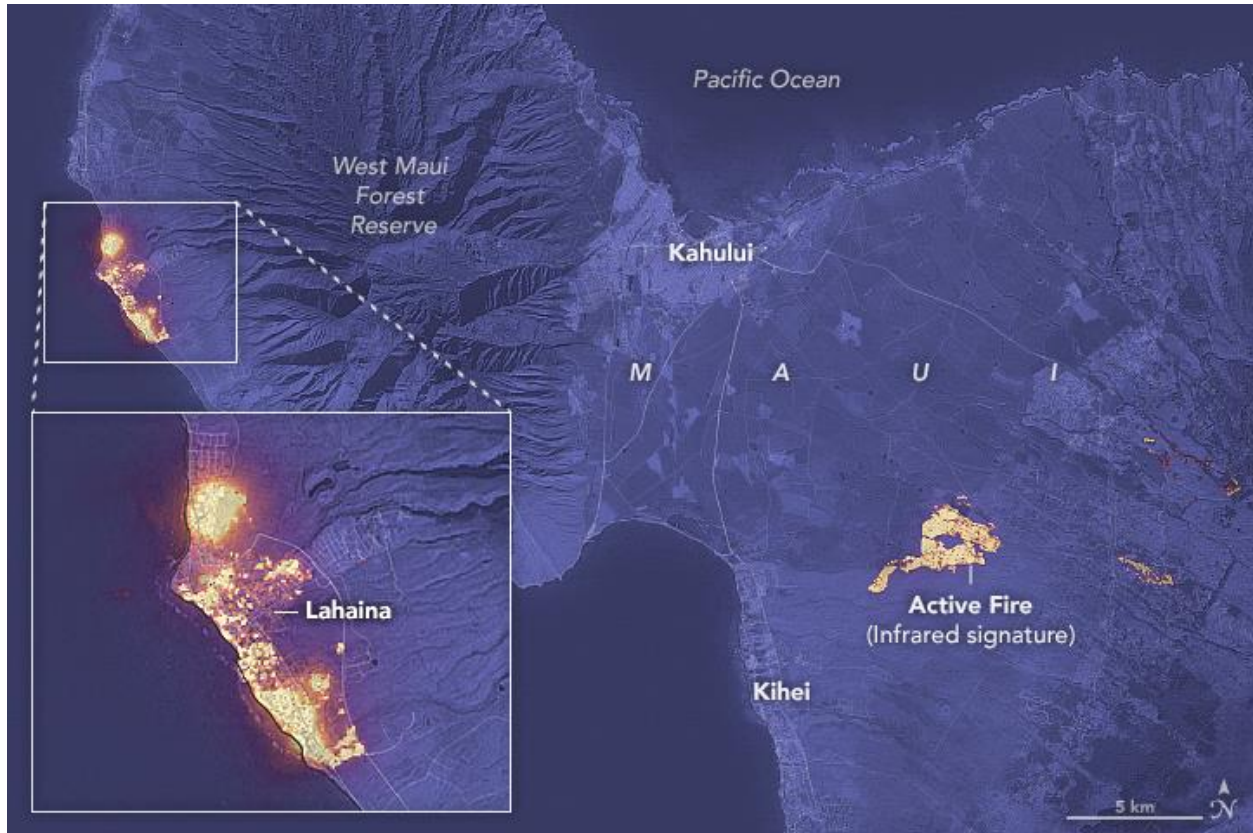 Pacific Ocean
West Maui
Forest
Reserve
Kahului
M A U I
Lahaina
Active Fire
(Infrared signature)
Kihei
5 km
N